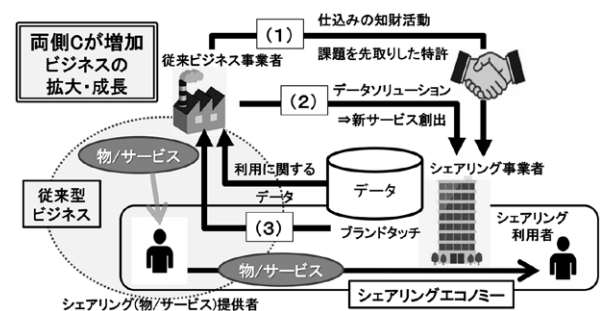 両側Cが増加
ビジネスの
拡大・成長
従来ビジネス事業者
(1)
仕込みの知財活動
課題を先取りした特許
(2)
データソリューション
⇒新サービス創出
物/サービス
利用に関する
データ
データ
シェアリング事業者
従来型
ビジネス
(3)
ブランドタッチ
シェアリング
利用者
物/サービス
シェアリング(物/サービス)提供者
シェアリングエコノミー